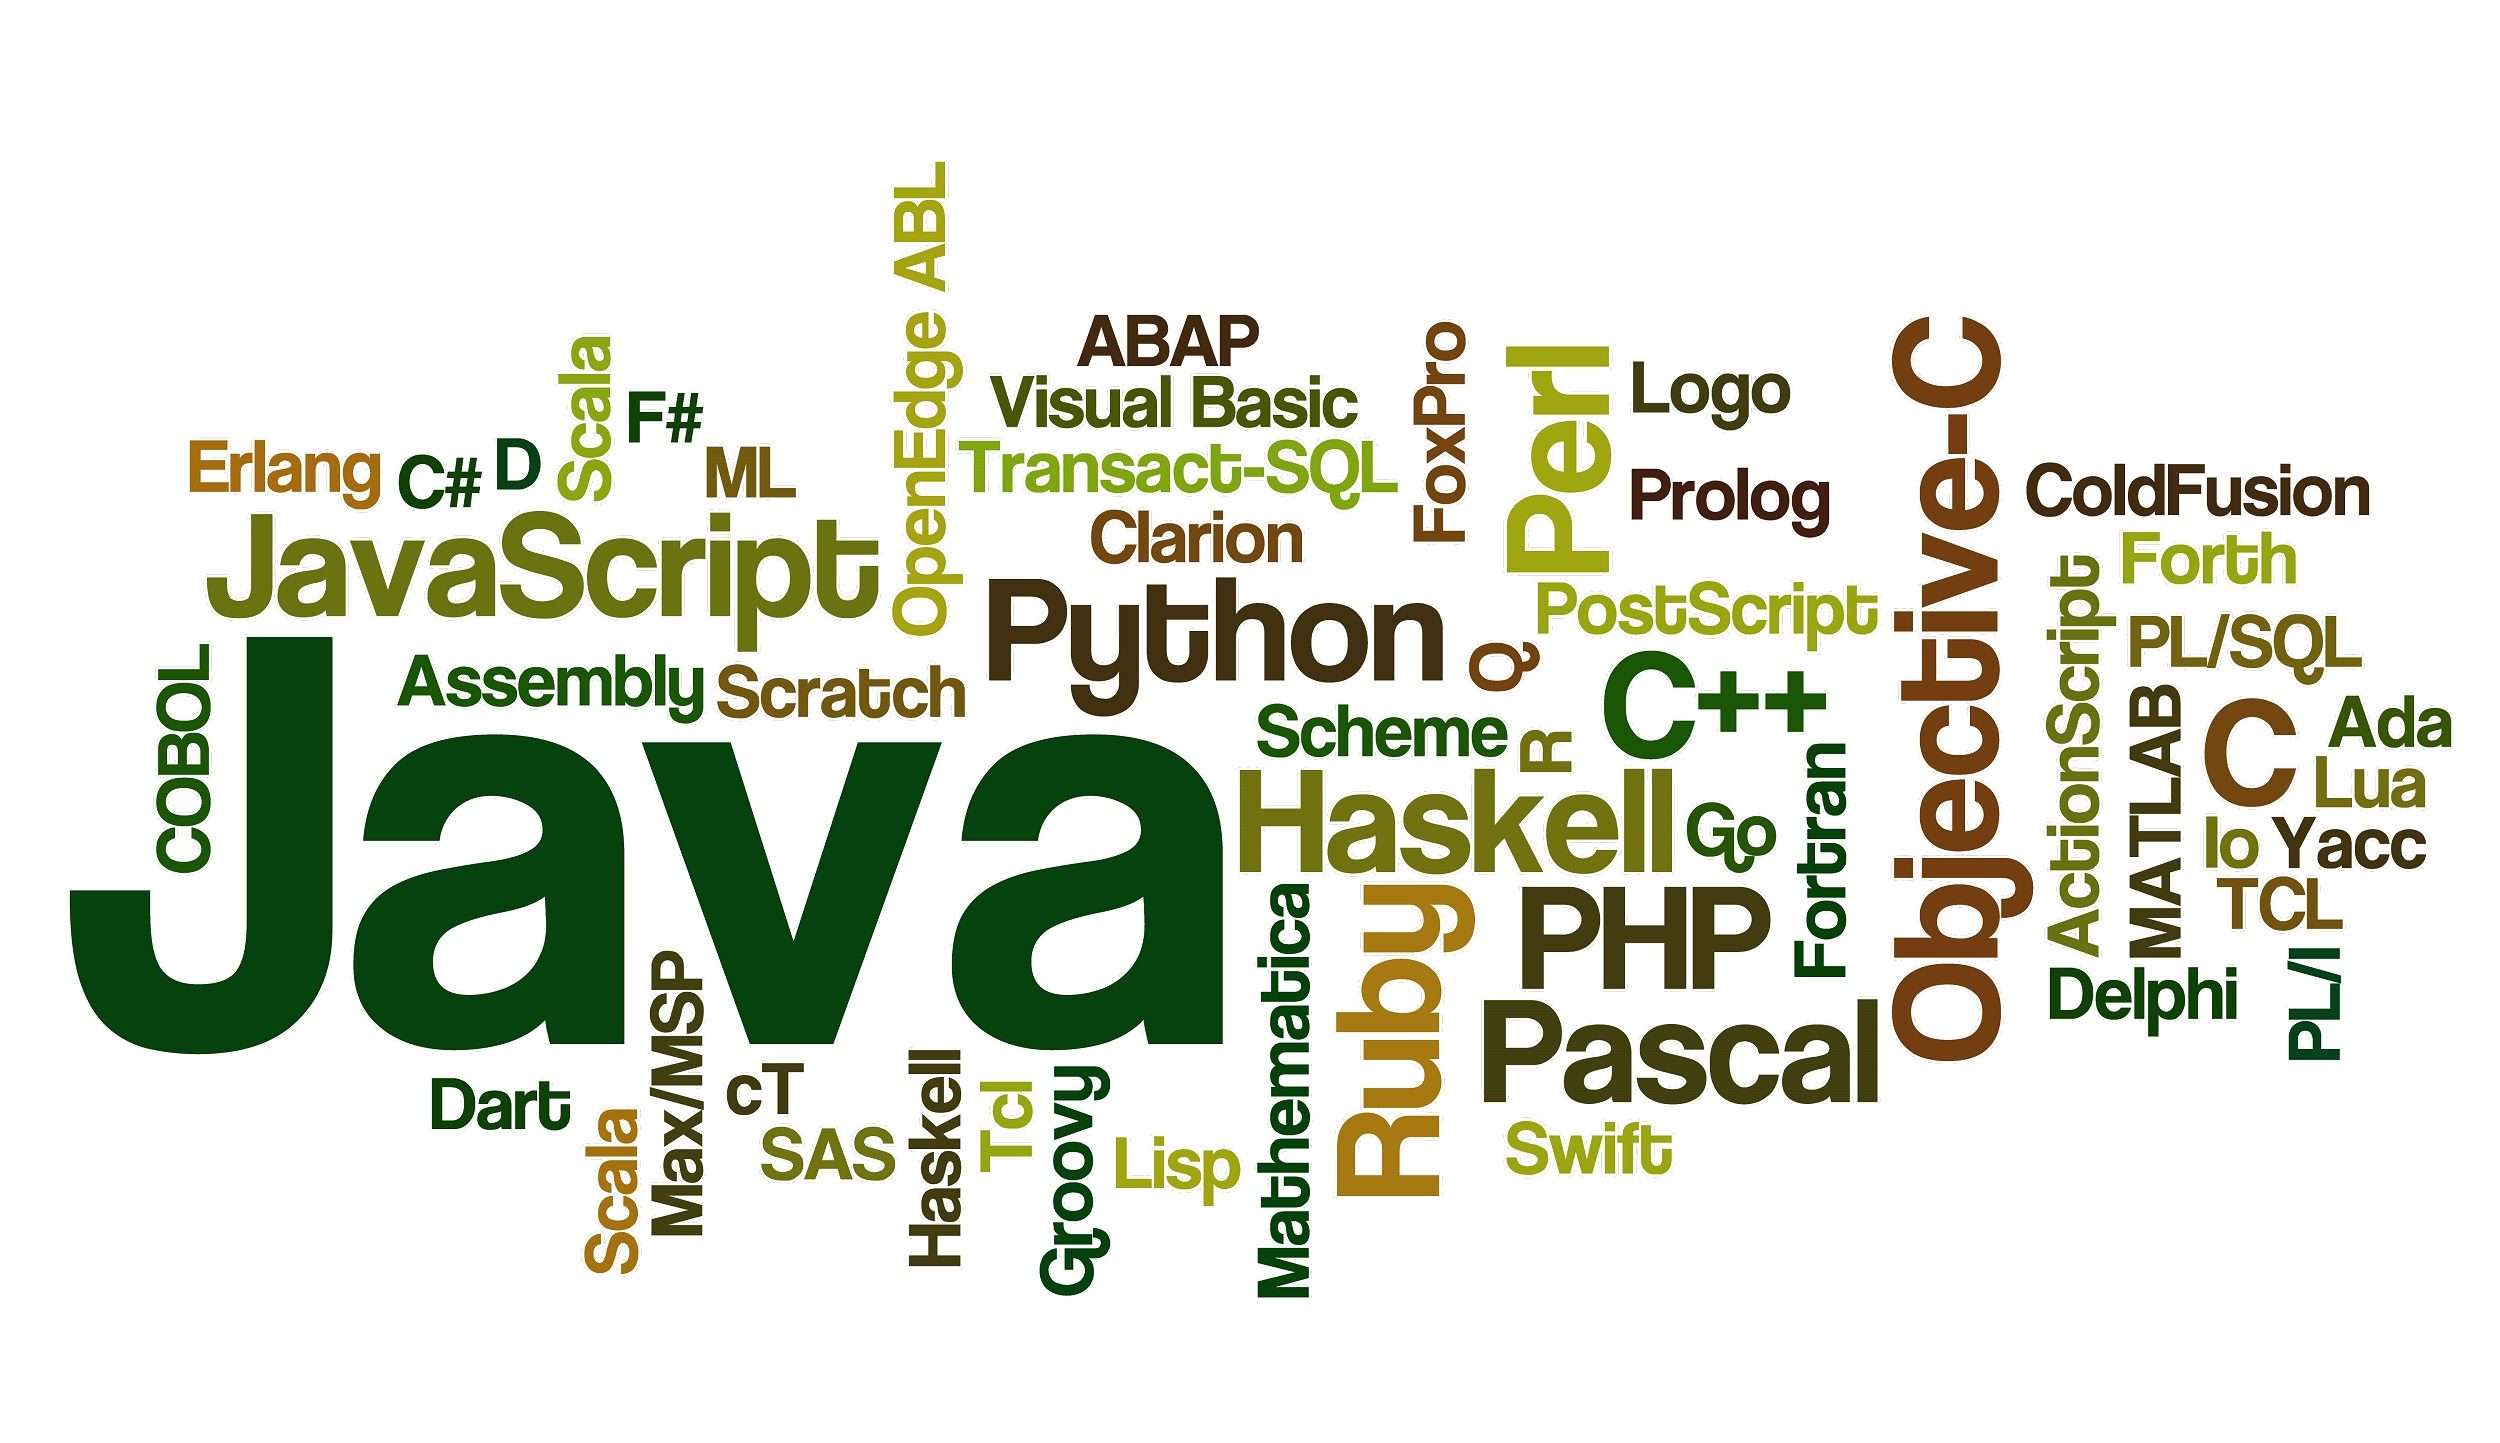 OpenEdge ABL
ABAP
Visual Basic
Transact-SQL
Clarion
FoxPro
Perl
Logo
Prolog
Objective-C
ColdFusion
Forth
Erlang
C#
D
Scala
F#
ML
JavaScript
Python
PostScript
Q
C++
ActionScript
PL/SQL
COBOL
Assembly
Scratch
Java
Scheme
R
Haskell
Go
Fortran
MATLAB
C
Ada
Lua
Io
Yacc
TCL
Delphi
PL/I
Mathematica
Ruby
PHP
Pascal
Swift
Dart
Scala
Max/MSP
cT
SAS
Haskell
Tcl
Groovy
Lisp